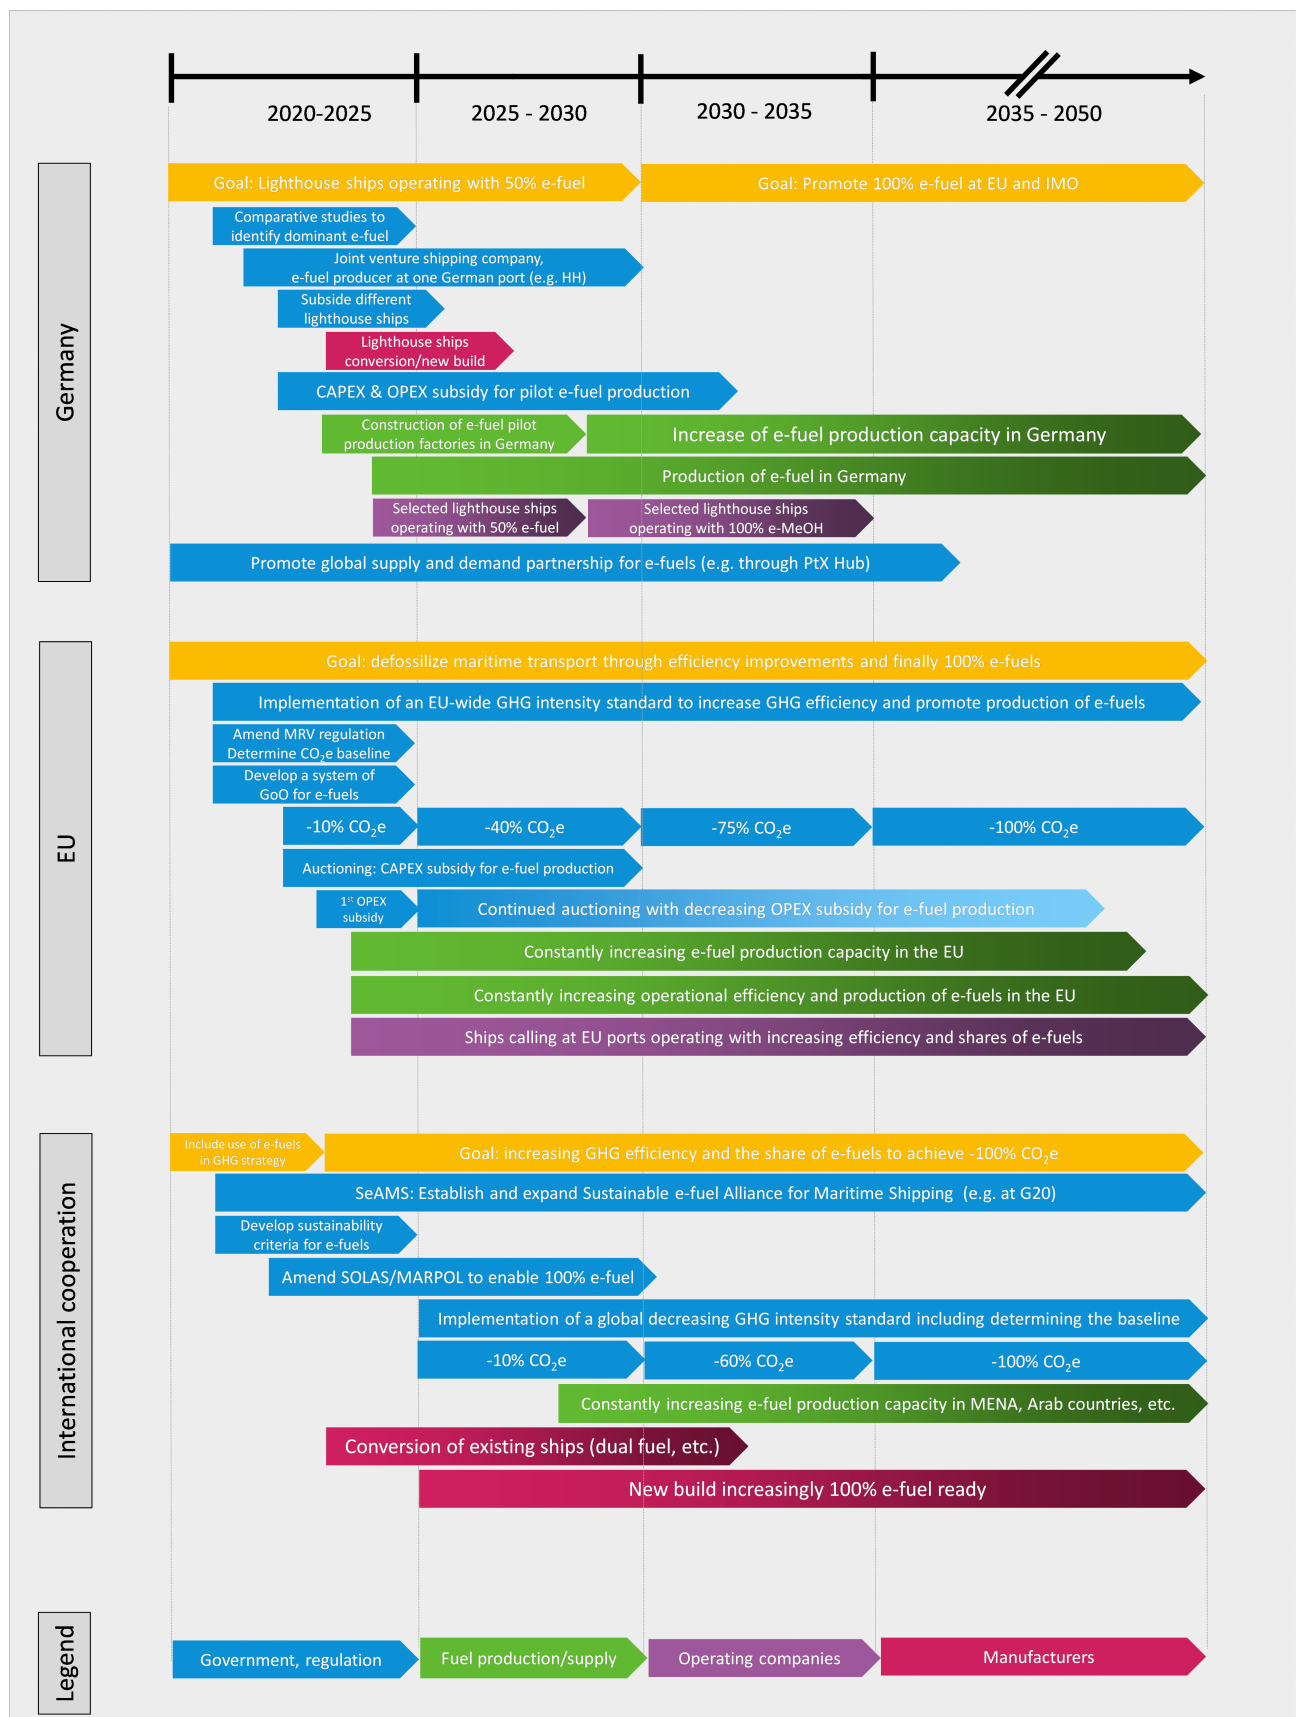 2020-2025
2025 - 2030
2030 - 2035
2035 - 2050
Germany
Goal: Lighthouse ships operating with 50% e-fuel
Goal: Promote 100% e-fuel at EU and IMO
Comparative studies to
identify dominant e-fuel
Joint venture shipping company,
e-fuel producer at one German port (e.g. HH)
Subside different
lighthouse ships
Lighthouse ships
conversion/new build
CAPEX & OPEX subsidy for pilot e-fuel production
Construction of e-fuel pilot
production factories in Germany
Increase of e-fuel production capacity in Germany
Production of e-fuel in Germany
Selected lighthouse ships
operating with 50% e-fuel
Selected lighthouse ships
operating with 100% e-MeOH
Promote global supply and demand partnership for e-fuels (e.g. through PtX Hub)
EU
Goal: defossilize maritime transport through efficiency improvements and finally 100% e-fuels
Implementation of an EU-wide GHG intensity standard to increase GHG efficiency and promote production of e-fuels
Amend MRV regulation
Determine CO₂e baseline
Develop a system of
GoO for e-fuels
-10% CO₂e
-40% CO₂e
-75% CO₂e
-100% CO₂e
Auctioning: CAPEX subsidy for e-fuel production
1st OPEX
subsidy
Continued auctioning with decreasing OPEX subsidy for e-fuel production
Constantly increasing e-fuel production capacity in the EU
Constantly increasing operational efficiency and production of e-fuels in the EU
Ships calling at EU ports operating with increasing efficiency and shares of e-fuels
International cooperation
Include use of e-fuels
in GHG strategy
Goal: increasing GHG efficiency and the share of e-fuels to achieve -100% CO₂e
SeAMS: Establish and expand Sustainable e-fuel Alliance for Maritime Shipping (e.g. at G20)
Develop sustainability
criteria for e-fuels
Amend SOLAS/MARPOL to enable 100% e-fuel
Implementation of a global decreasing GHG intensity standard including determining the baseline
-10% CO₂e
-60% CO₂e
-100% CO₂e
Constantly increasing e-fuel production capacity in MENA, Arab countries, etc.
Conversion of existing ships (dual fuel, etc.)
New build increasingly 100% e-fuel ready
Legend
Government, regulation
Fuel production/supply
Operating companies
Manufacturers